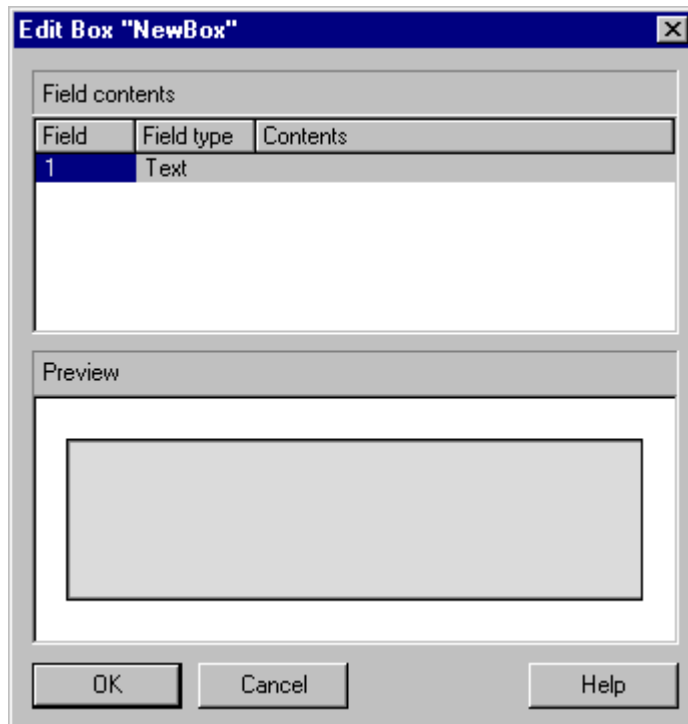 Edit Box "NewBox"
Field contents
Field Field type Contents
1 Text
Preview
OK Cancel Help